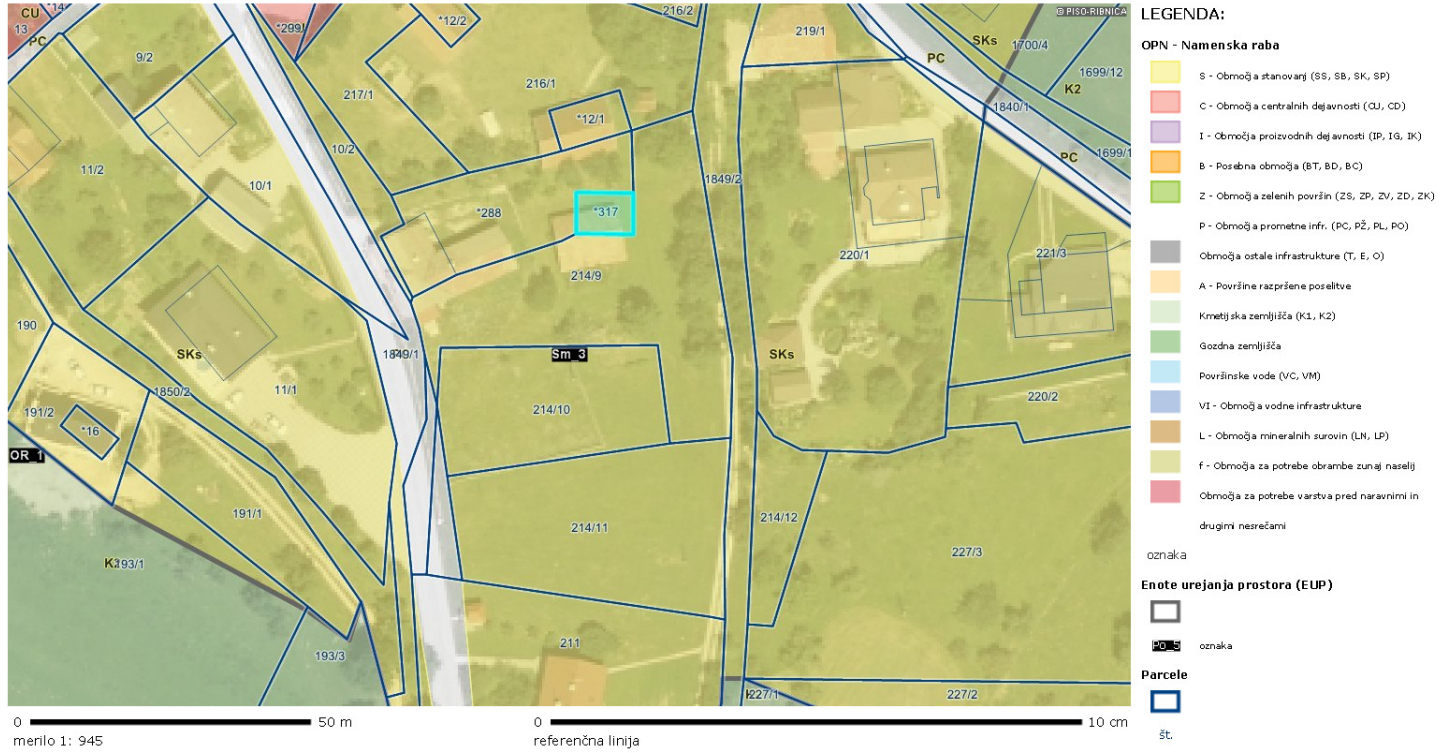 CU
*14
13
PC
*299
*12/2
216/2
© PISO-RIBNICA
219/1
PC
SKs
1700/4
1699/12
K2
9/2
217/1
216/1
*12/1
10/2
1840/1
PC
1699/1
11/2
10/1
1849/2
*288
*317
214/9
220/1
221/3
190
SKs
1849/1
Sm_3
SKs
1850/2
11/1
214/10
220/2
191/2
*16
OR_1
191/1
214/11
214/12
227/3
193/1
193/3
211
227/1
227/2
0 50 m
merilo 1: 945
0 10 cm
referenčna linija
LEGENDA:
OPN - Namenska raba
S - Območja stanovanj (SS, SB, SK, SP)
C - Območja centralnih dejavnosti (CU, CD)
I - Območja proizvodnih dejavnosti (IP, IG, IK)
B - Posebna območja (BT, BD, BC)
Z - Območja zelenih površin (ZS, ZP, ZV, ZD, ZK)
P - Območja prometne infr. (PC, PŽ, PL, PO)
Območja ostale infrastrukture (T, E, O)
A - Površine razpršene poselitve
Kmetijska zemljišča (K1, K2)
Gozdna zemljišča
Površinske vode (VC, VM)
VI - Območja vodne infrastrukture
L - Območja mineralnih surovin (LN, LP)
f - Območja za potrebe obrambe zunaj naselij
Območja za potrebe varstva pred naravnimi in
drugimi nesrečami
oznaka
Enote urejanja prostora (EUP)
Po_5 oznaka
Parcele
št.